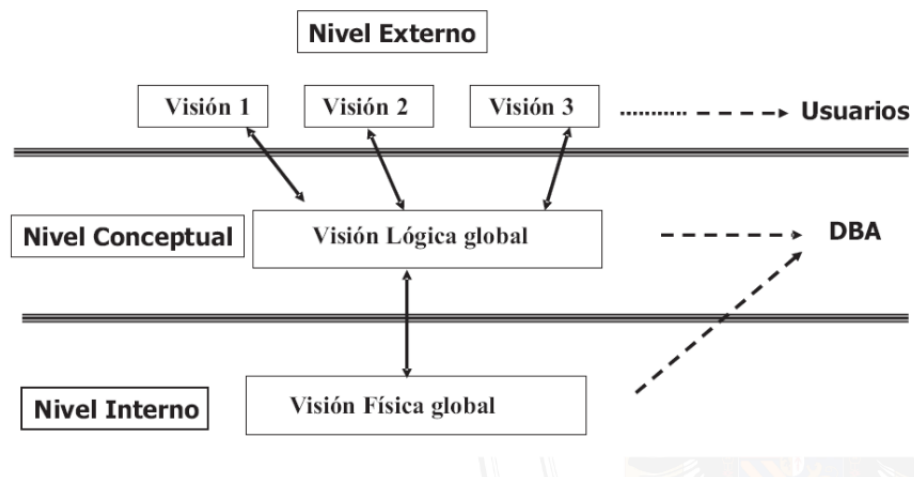 Nivel Externo
Visión 1
Visión 2
Visión 3
Usuarios
Nivel Conceptual
Visión Lógica global
DBA
Nivel Interno
Visión Física global